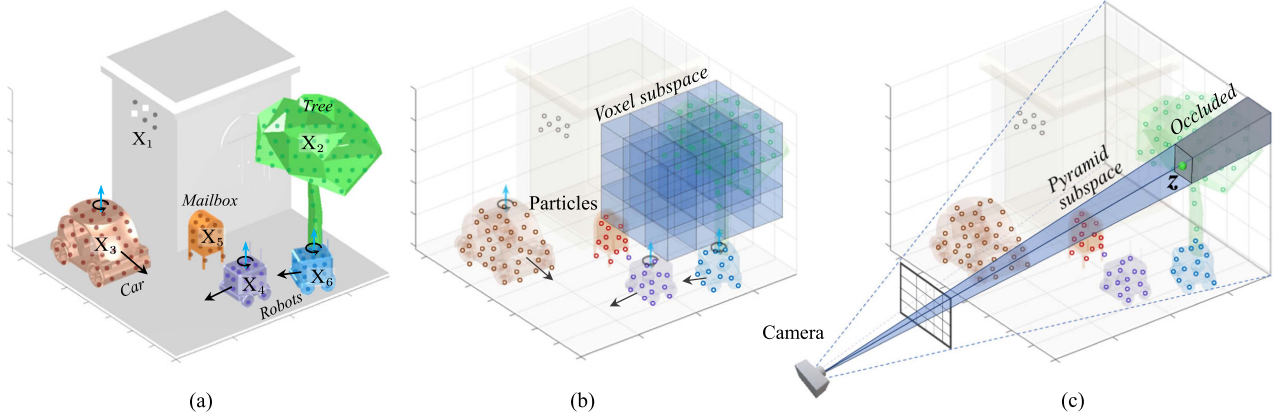 Tree
X1
X2
Mailbox
X3
X5
X4
X6
Car
Robots
(a)
Voxel subspace
Particles
(b)
Occluded
Pyramid
subspace
z
Camera
(c)